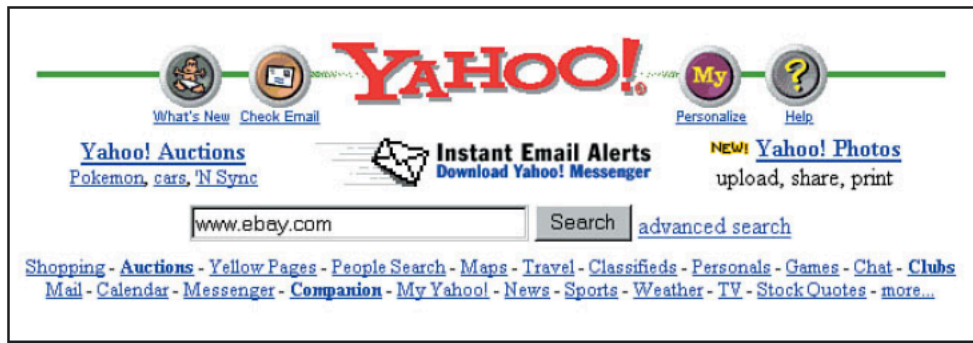 YAHOO!
My
?
What's New Check Email Personalize Help
Yahoo! Auctions
Pokemon, cars, 'N Sync
Instant Email Alerts
Download Yahoo! Messenger
NEW! Yahoo! Photos
upload, share, print
www.ebay.com Search advanced search
Shopping - Auctions - Yellow Pages - People Search - Maps - Travel - Classifieds - Personals - Games - Chat - Clubs
Mail - Calendar - Messenger - Companion - My Yahoo! - News - Sports - Weather - TV - Stock Quotes - more...